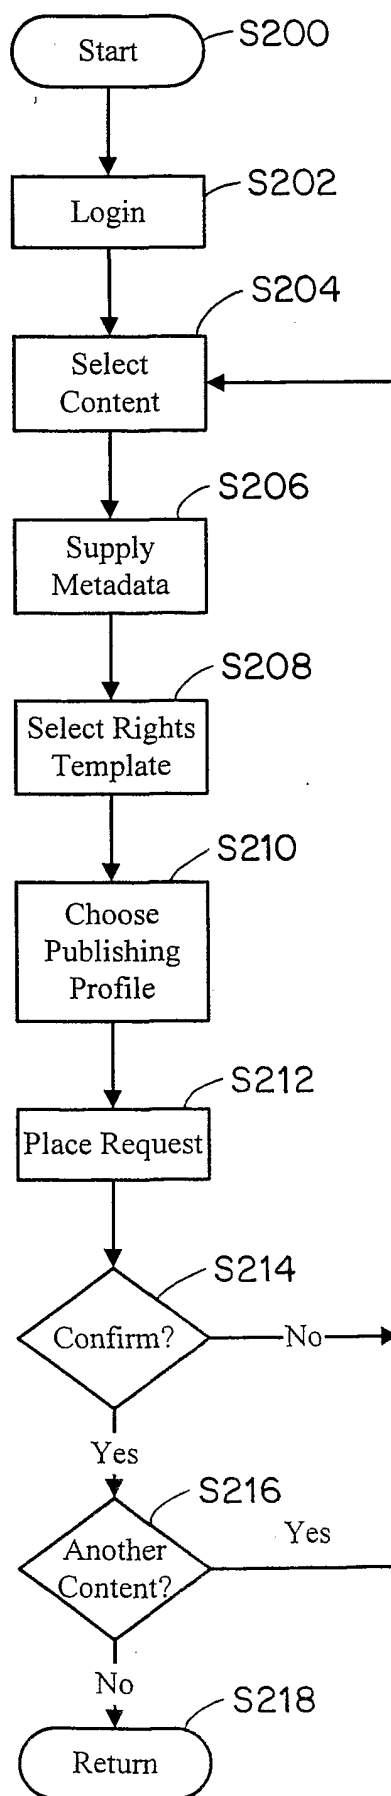 Start
S200
Login
S202
S204
Select
Content
S206
Supply
Metadata
S208
Select Rights
Template
S210
Choose
Publishing
Profile
S212
Place Request
S214
Confirm?
No
Yes
S216
Another
Content?
Yes
No
S218
Return